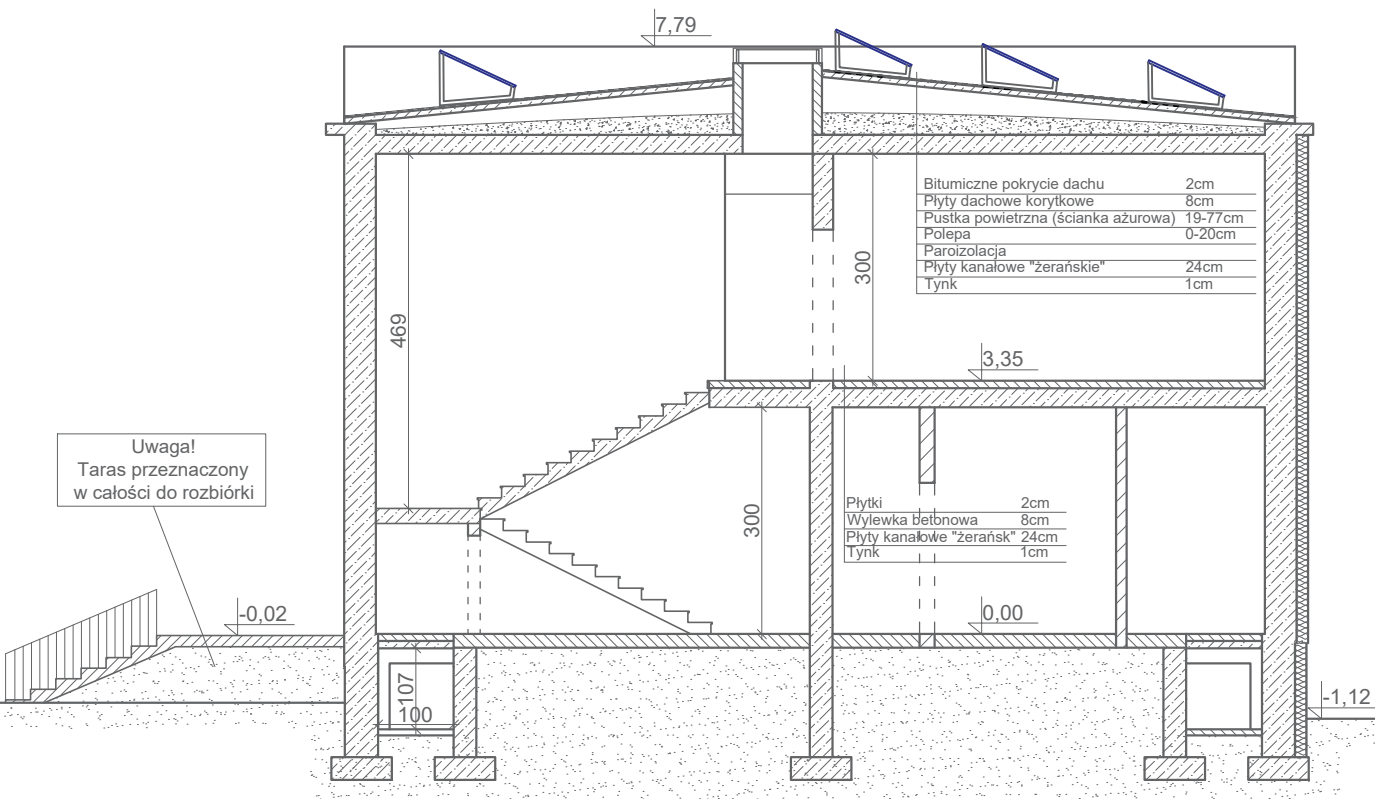 7,79
Bitumiczne pokrycie dachu 2cm
Płyty dachowe korytkowe 8cm
Pustka powietrzna (ścianka ażurowa) 19-77cm
Polepa 0-20cm
Paroizolacja
Płyty kanałowe "żerańskie" 24cm
Tynk 1cm
300
469
3,35
Uwaga!
Taras przeznaczony
w całości do rozbiórki
Płytki 2cm
Wylewka betonowa 8cm
Płyty kanałowe "żerańsk" 24cm
Tynk 1cm
300
-0,02
0,00
107
100
-1,12